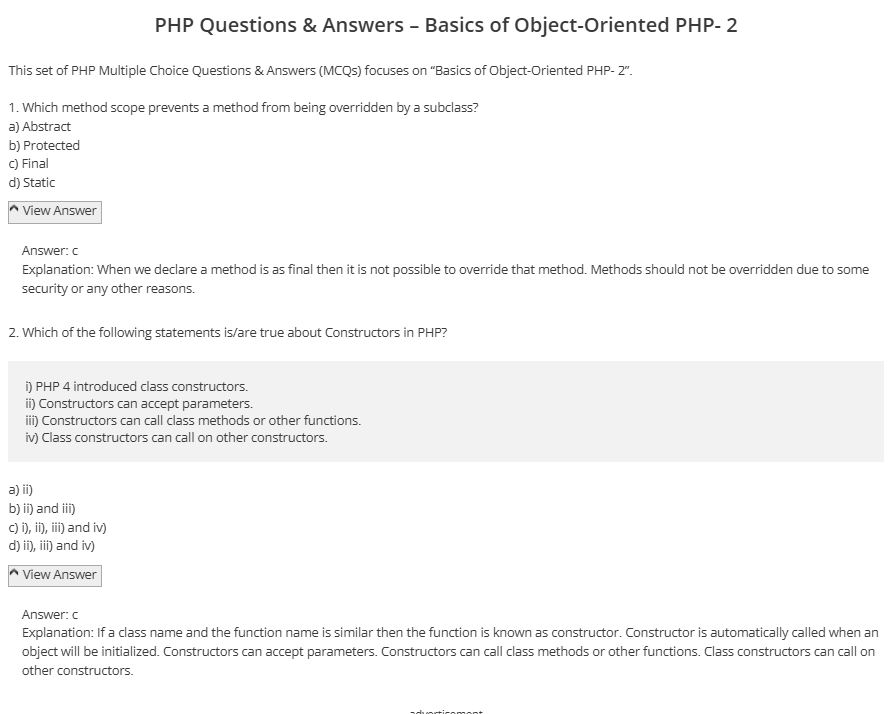 PHP Questions & Answers – Basics of Object-Oriented PHP- 2
This set of PHP Multiple Choice Questions & Answers (MCQs) focuses on “Basics of Object-Oriented PHP- 2”.
1. Which method scope prevents a method from being overridden by a subclass?
a) Abstract
b) Protected
c) Final
d) Static
View Answer
Answer: c
Explanation: When we declare a method is as final then it is not possible to override that method. Methods should not be overridden due to some
security or any other reasons.
2. Which of the following statements is/are true about Constructors in PHP?
i) PHP 4 introduced class constructors.
ii) Constructors can accept parameters.
iii) Constructors can call class methods or other functions.
iv) Class constructors can call on other constructors.
a) ii)
b) ii) and iii)
c) i), ii), iii) and iv)
d) ii), iii) and iv)
View Answer
Answer: c
Explanation: If a class name and the function name is similar then the function is known as constructor. Constructor is automatically called when an
object will be initialized. Constructors can accept parameters. Constructors can call class methods or other functions. Class constructors can call on
other constructors.
advertisement